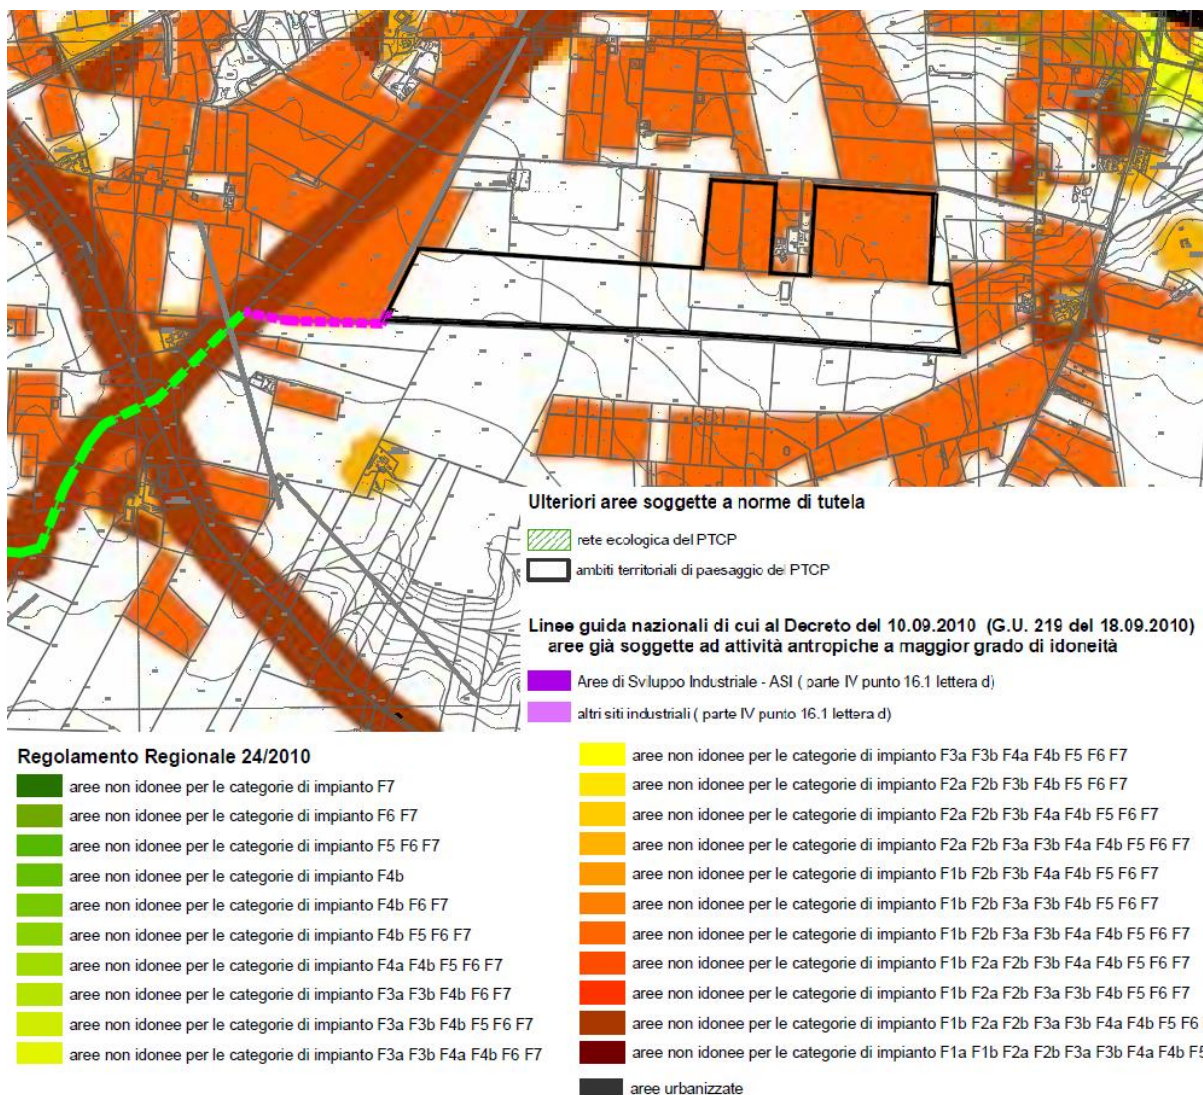 Ulteriori aree soggette a norme di tutela
rete ecologica del PTCP
ambiti territoriali di paesaggio del PTCP
Linee guida nazionali di cui al Decreto del 10.09.2010 (G.U. 219 del 18.09.2010)
aree già soggette ad attività antropiche a maggior grado di idoneità
Aree di Sviluppo Industriale - ASI ( parte IV punto 16.1 lettera d)
altri siti industriali ( parte IV punto 16.1 lettera d)
Regolamento Regionale 24/2010
aree non idonee per le categorie di impianto F7
aree non idonee per le categorie di impianto F6 F7
aree non idonee per le categorie di impianto F5 F6 F7
aree non idonee per le categorie di impianto F4b
aree non idonee per le categorie di impianto F4b F6 F7
aree non idonee per le categorie di impianto F4b F5 F6 F7
aree non idonee per le categorie di impianto F4a F4b F5 F6 F7
aree non idonee per le categorie di impianto F3a F3b F4b F6 F7
aree non idonee per le categorie di impianto F3a F3b F4b F5 F6 F7
aree non idonee per le categorie di impianto F3a F3b F4a F4b F6 F7
aree non idonee per le categorie di impianto F3a F3b F4a F4b F5 F6 F7
aree non idonee per le categorie di impianto F2a F2b F3b F4b F5 F6 F7
aree non idonee per le categorie di impianto F2a F2b F3b F4a F4b F5 F6 F7
aree non idonee per le categorie di impianto F2a F2b F3a F3b F4a F4b F5 F6 F7
aree non idonee per le categorie di impianto F1b F2b F3b F4a F4b F5 F6 F7
aree non idonee per le categorie di impianto F1b F2b F3a F3b F4b F5 F6 F7
aree non idonee per le categorie di impianto F1b F2b F3a F3b F4a F4b F5 F6 F7
aree non idonee per le categorie di impianto F1b F2a F2b F3b F4a F4b F5 F6 F7
aree non idonee per le categorie di impianto F1b F2a F2b F3a F3b F4b F5 F6 F7
aree non idonee per le categorie di impianto F1b F2a F2b F3a F3b F4a F4b F5 F6
aree non idonee per le categorie di impianto F1a F1b F2a F2b F3a F3b F4a F4b F5
aree urbanizzate